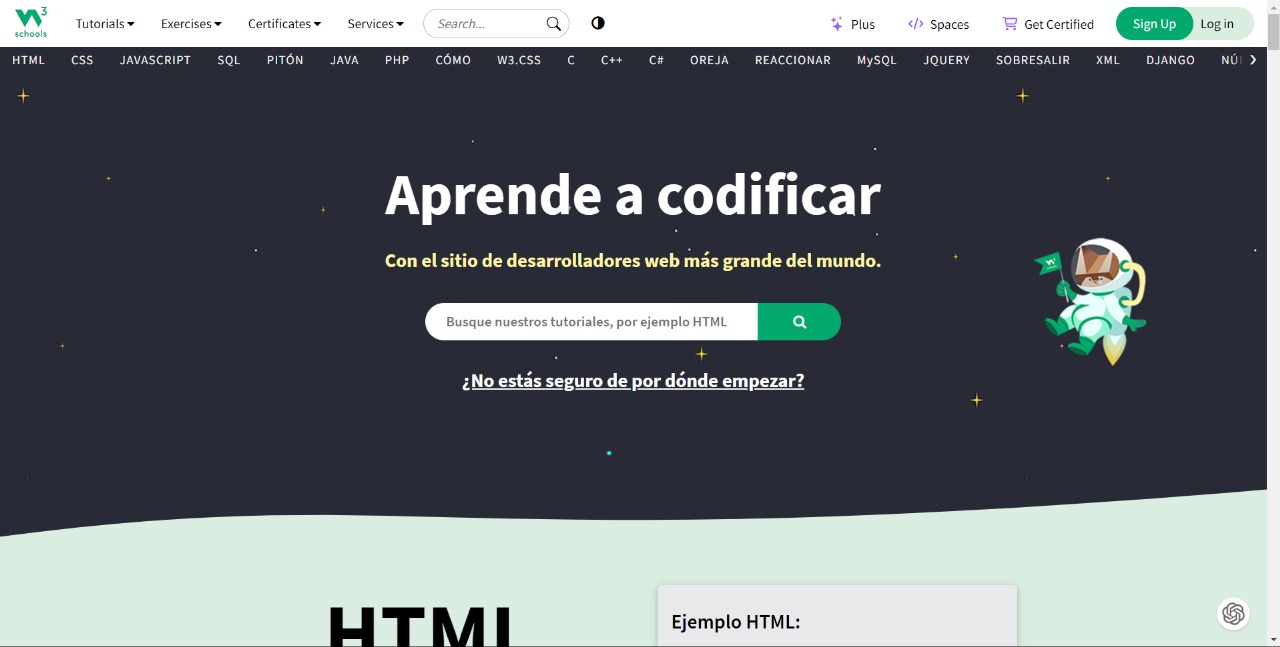 3
schools
Tutorials Exercises Certificates Services Search... Plus Spaces Get Certified Sign Up Log in
HTML CSS JAVASCRIPT SQL PITÓN JAVA PHP CÓMO W3.CSS C C++ C# OREJA REACCIONAR MySQL JQUERY SOBRESALIR XML DJANGO NÚ
Aprende a codificar
Con el sitio de desarrolladores web más grande del mundo.
Busque nuestros tutoriales, por ejemplo HTML
¿No estás seguro de por dónde empezar?
HTML
Ejemplo HTML: